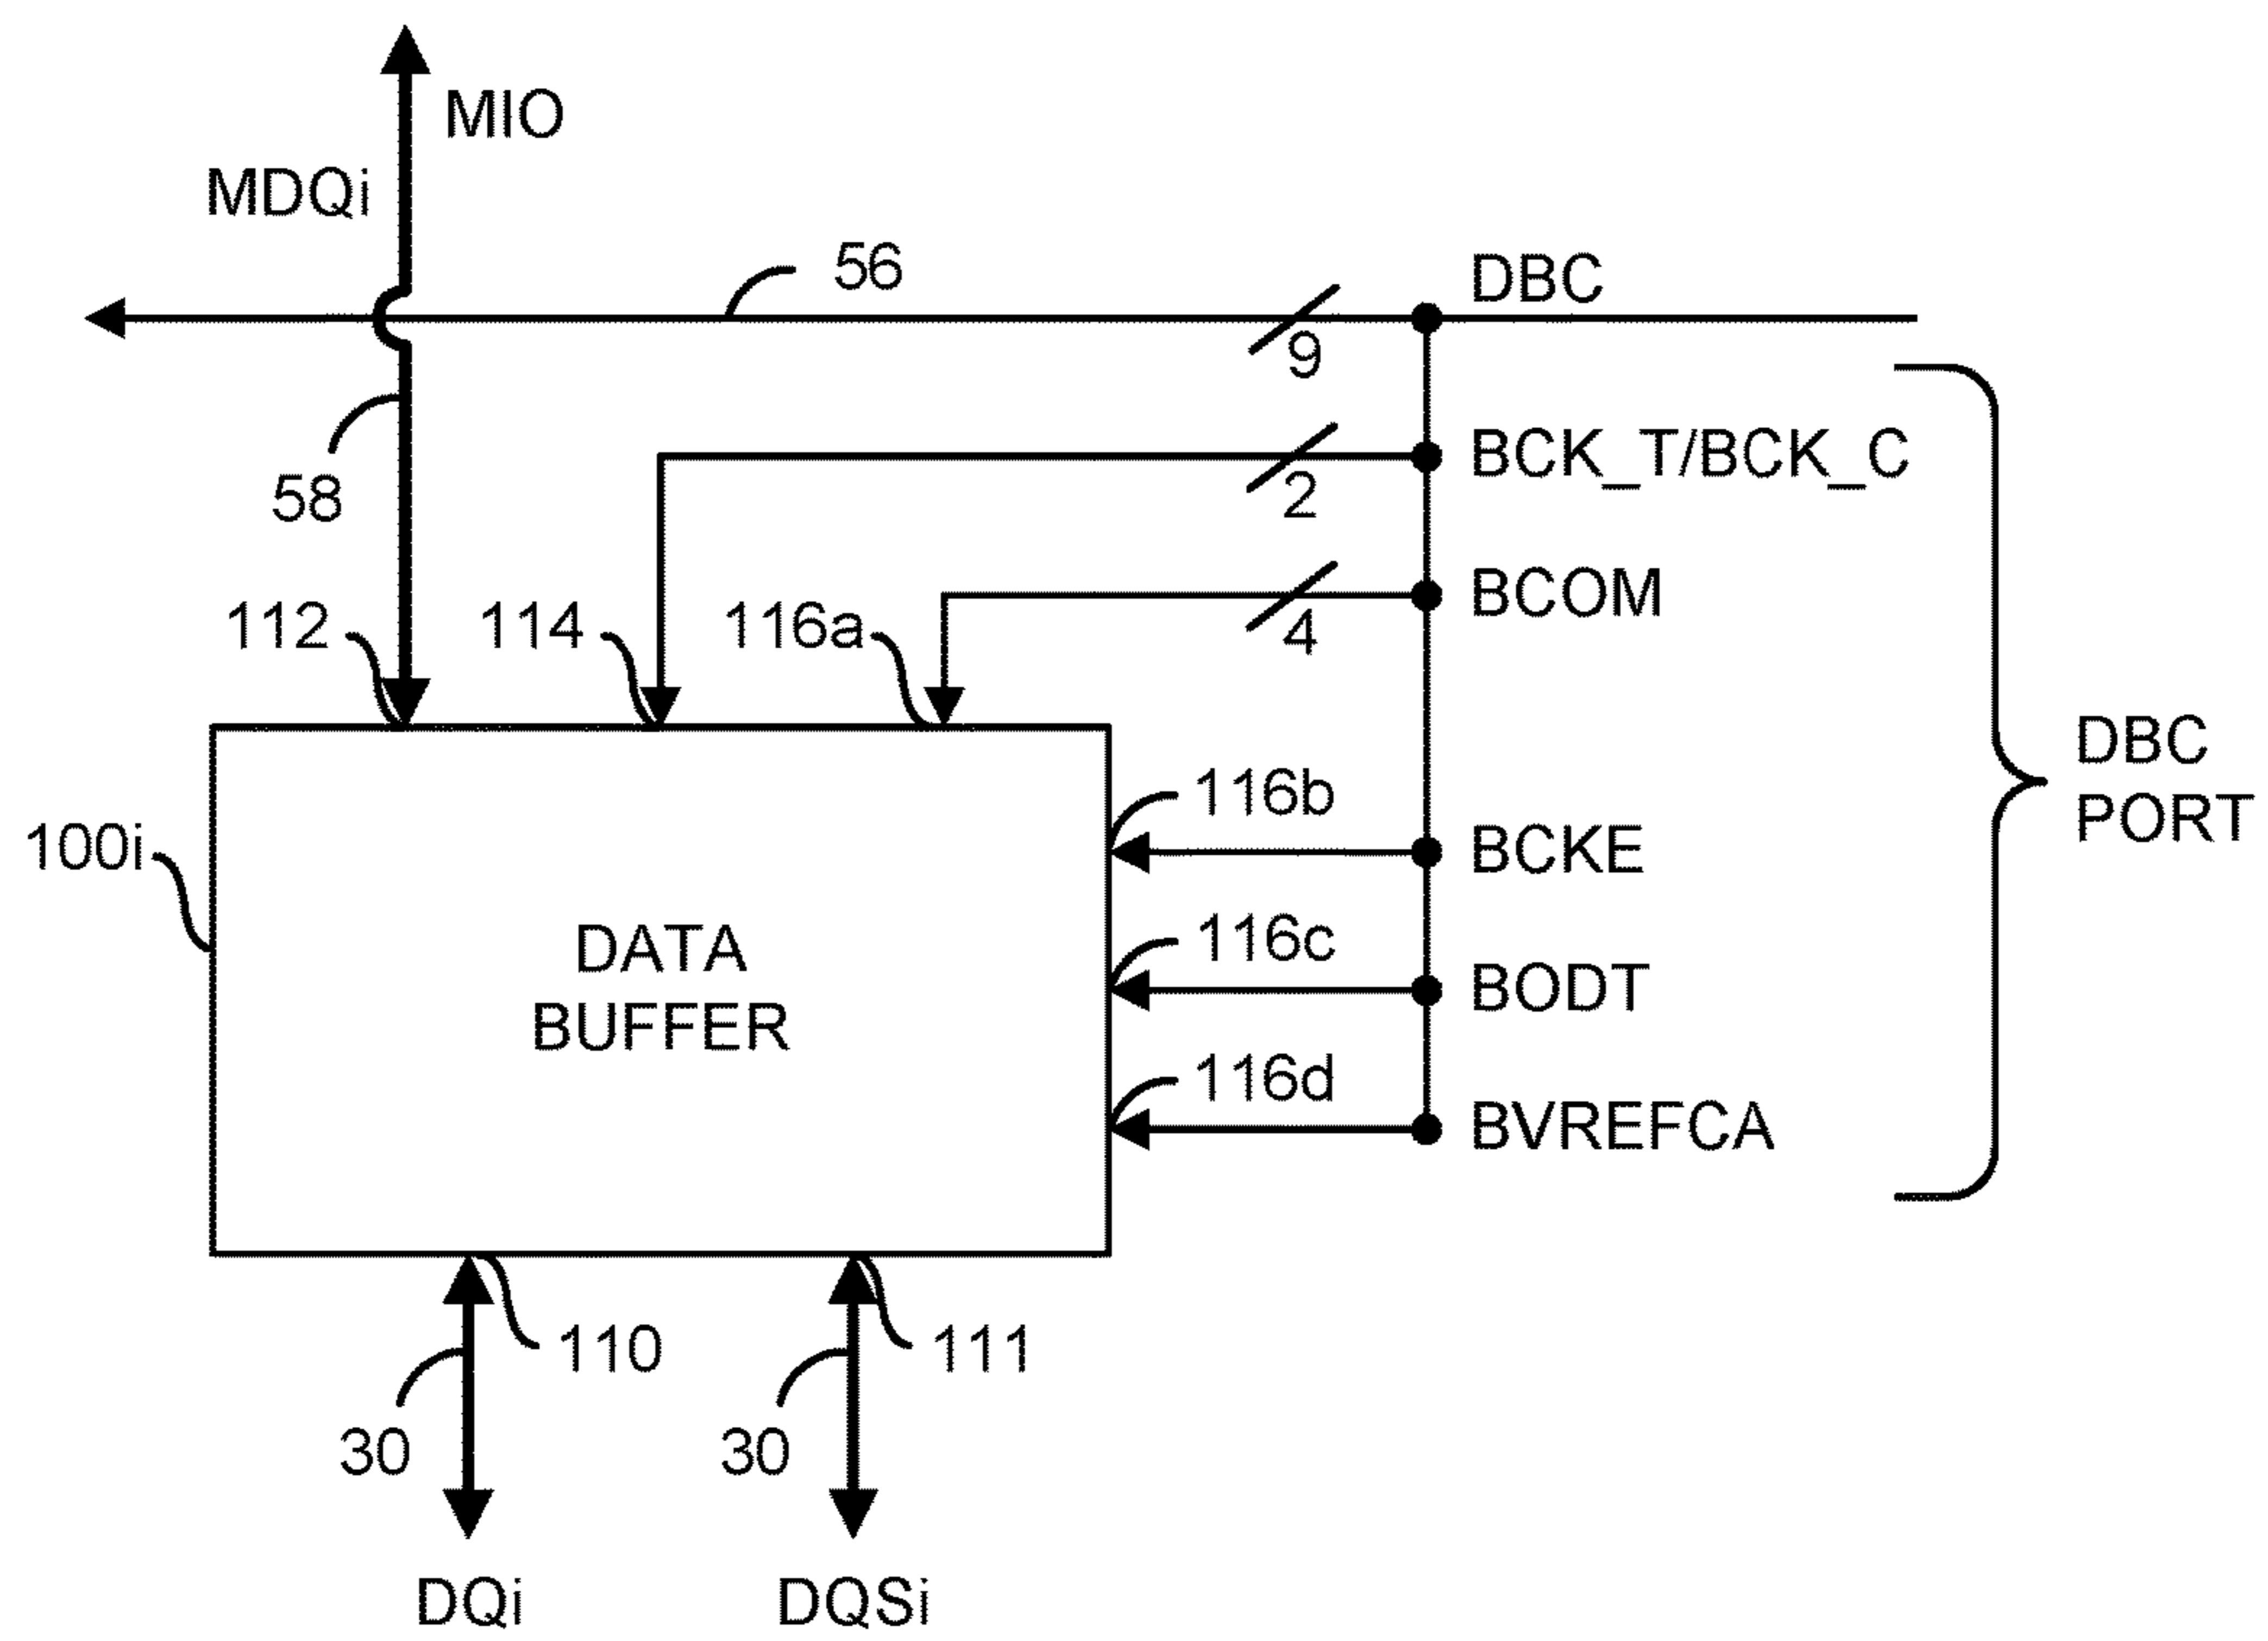 MIO
MDQi
56
DBC
9
58
BCK_T/BCK_C
2
BCOM
4
112
114
116a
DBC
PORT
116b
BCKE
100i
116c
DATA
BUFFER
BODT
116d
BVREFCA
110
111
30
30
DQi
DQSi